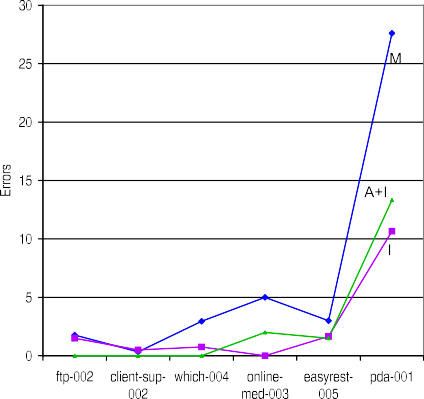 30
25
20
15
10
5
0
Errors
M
A+I
I
ftp-002
client-sup-
002
which-004
online-
med-003
easyrest-
005
pda-001